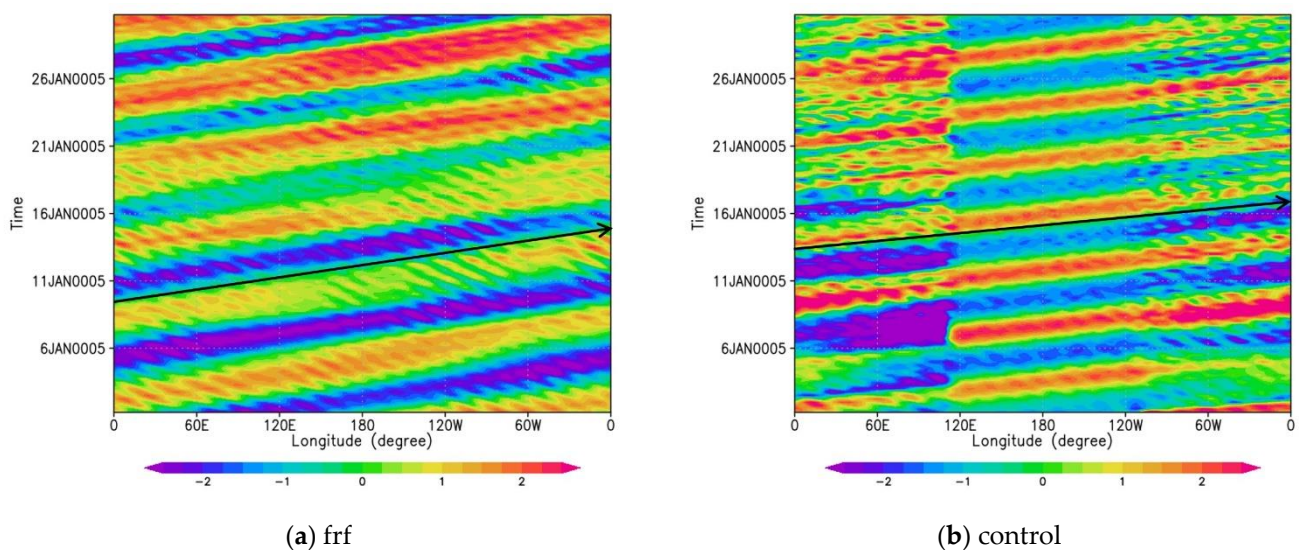 26JAN0005
21JAN0005
16JAN0005
11JAN0005
6JAN0005
Time
0 60E 120E 180 120W 60W 0
Longitude (degree)
−2 −1 0 1 2
(a) frf
26JAN0005
21JAN0005
16JAN0005
11JAN0005
6JAN0005
Time
0 60E 120E 180 120W 60W 0
Longitude (degree)
−2 −1 0 1 2
(b) control